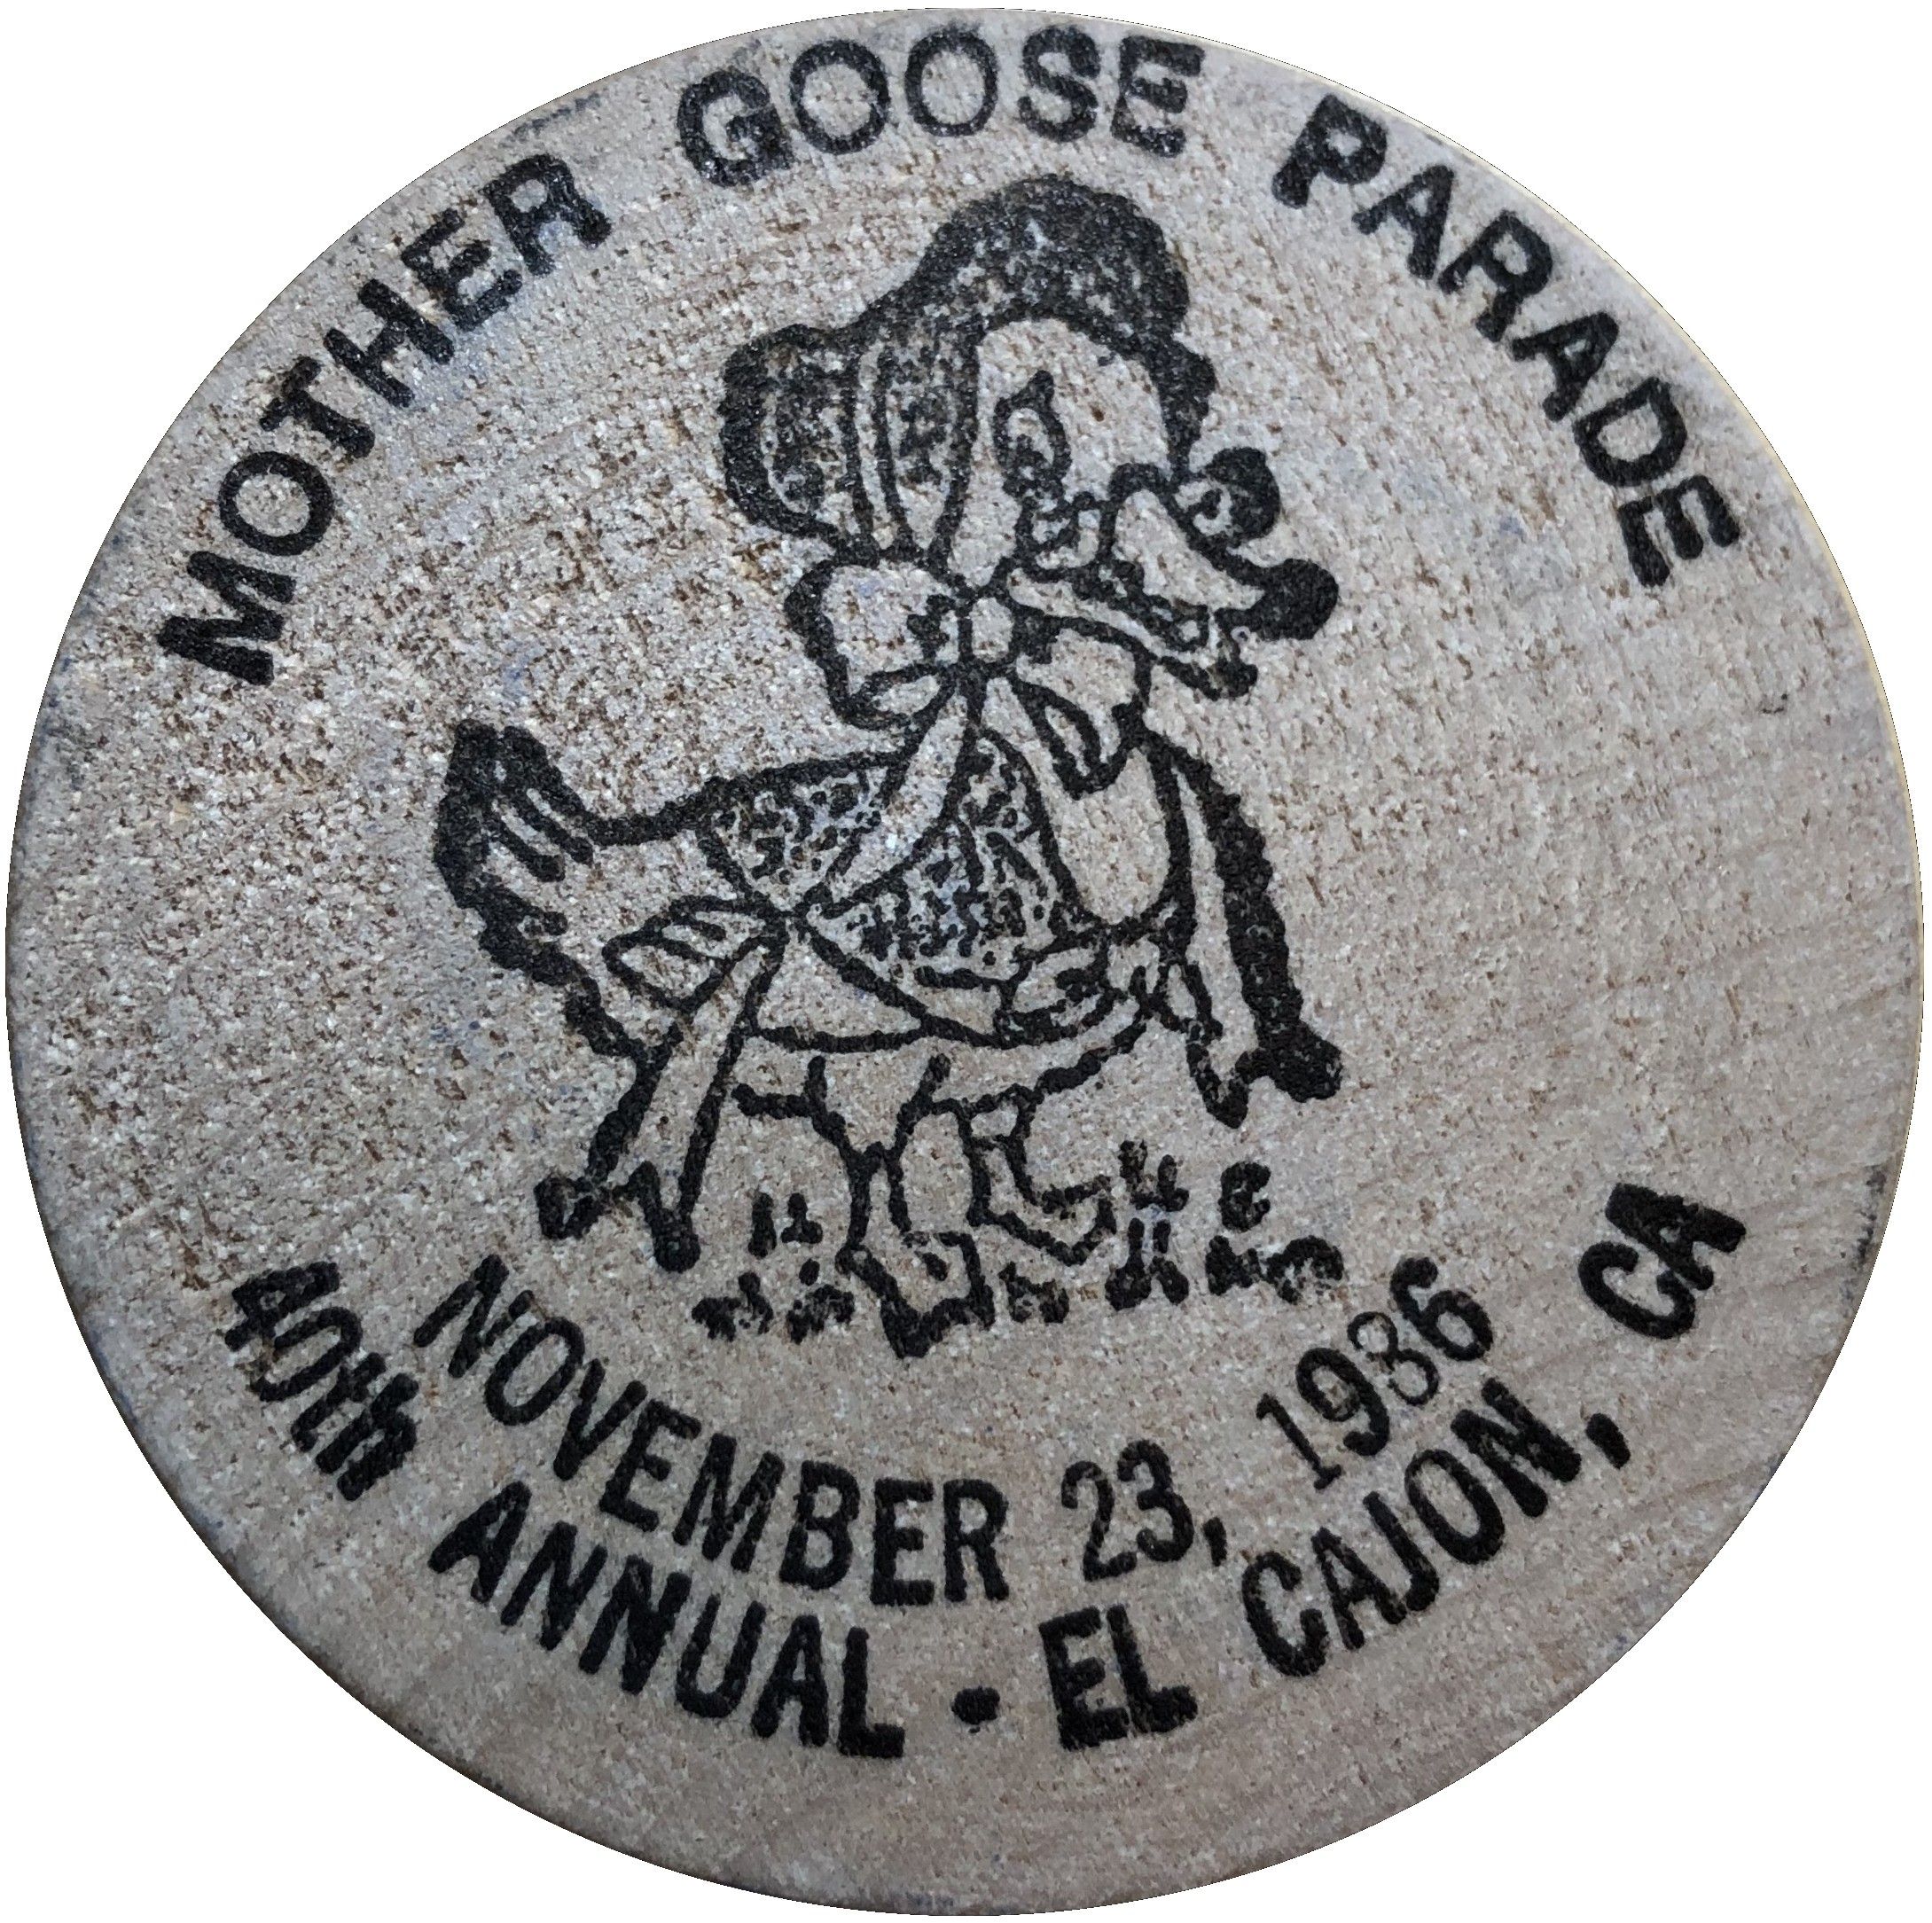 MOTHER GOOSE PARADE
NOVEMBER 23, 1986
40th ANNUAL • EL CAJON, CA